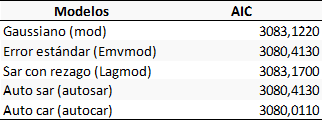 Modelos AIC
Gaussiano (mod) 3083,1220
Error estándar (Emvmod) 3080,4130
Sar con rezago (Lagmod) 3083,1700
Auto sar (autosar) 3080,4130
Auto car (autocar) 3080,0110